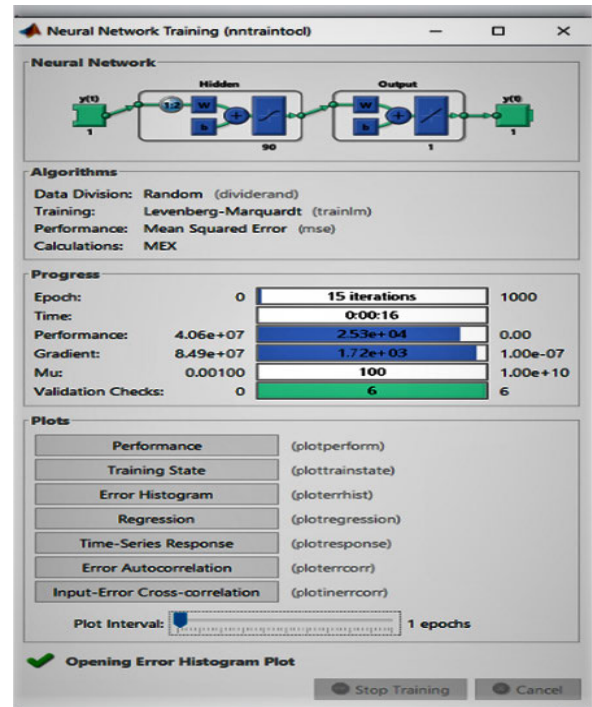 Neural Network Training (nntraintool)
Neural Network
Hidden Output
y(t) 1:2 W b + W b + y(t)
1 90 1 1
Algorithms
Data Division: Random (dividerand)
Training: Levenberg-Marquardt (trainlm)
Performance: Mean Squared Error (mse)
Calculations: MEX
Progress
Epoch: 0 15 iterations 1000
Time: 0:00:16
Performance: 4.06e+07 2.53e+04 0.00
Gradient: 8.49e+07 1.72e+03 1.00e-07
Mu: 0.00100 100 1.00e+10
Validation Checks: 0 6 6
Plots
Performance (plotperform)
Training State (plottrainstate)
Error Histogram (ploterrhist)
Regression (plotregression)
Time-Series Response (plotresponse)
Error Autocorrelation (ploterrcorr)
Input-Error Cross-correlation (plotinerrcorr)
Plot Interval: 1 epochs
Opening Error Histogram Plot
Stop Training Cancel